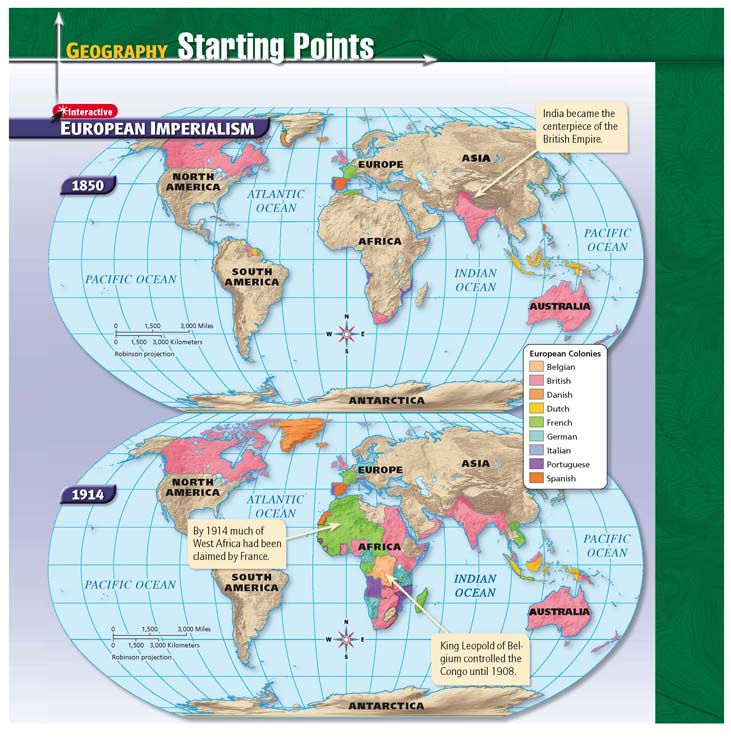 GEOGRAPHY Starting Points
Interactive
EUROPEAN IMPERIALISM
1850
India became the
centerpiece of the
British Empire.
NORTH
AMERICA
ATLANTIC
OCEAN
EUROPE
ASIA
AFRICA
PACIFIC
OCEAN
PACIFIC OCEAN
SOUTH
AMERICA
INDIAN
OCEAN
AUSTRALIA
0 1,500 3,000 Miles
0 1,500 3,000 Kilometers
Robinson projection
N
W E
S
ANTARCTICA
European Colonies
Belgian
British
Danish
Dutch
French
German
Italian
Portuguese
Spanish
1914
NORTH
AMERICA
ATLANTIC
OCEAN
EUROPE
ASIA
By 1914 much of
West Africa had been
claimed by France.
AFRICA
PACIFIC
OCEAN
PACIFIC OCEAN
SOUTH
AMERICA
INDIAN
OCEAN
AUSTRALIA
0 1,500 3,000 Miles
0 1,500 3,000 Kilometers
Robinson projection
N
W E
S
King Leopold of Bel-
gium controlled the
Congo until 1908.
ANTARCTICA